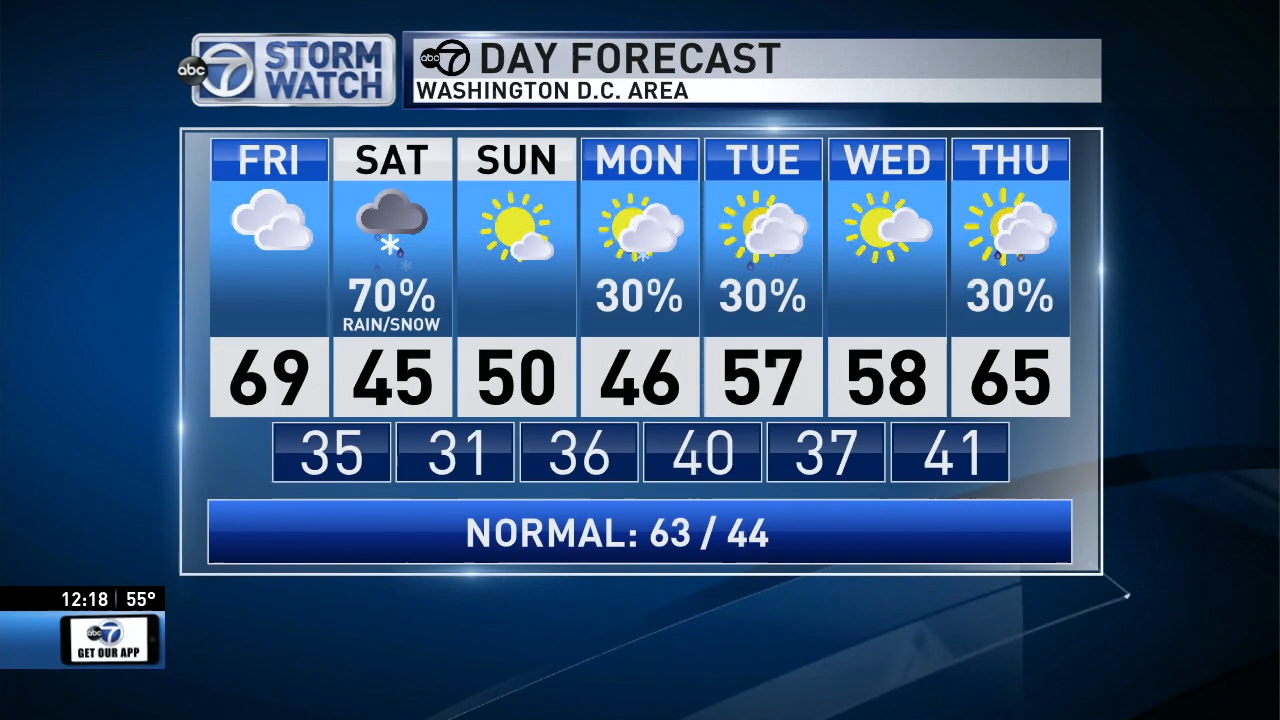 abc 7 STORM WATCH
abc 7 DAY FORECAST
WASHINGTON D.C. AREA
FRI SAT SUN MON TUE WED THU
70% 30% 30% 30%
RAIN/SNOW
69 45 50 46 57 58 65
35 31 36 40 37 41
NORMAL: 63 / 44
12:18 55°
abc 7
GET OUR APP